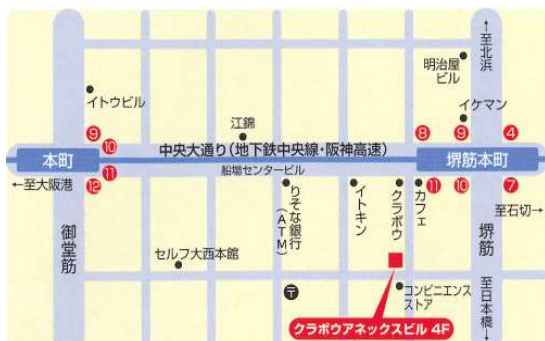 ←至北浜
明治屋
ビル
イトウビル
イケマン
江錦
⑨
⑩
⑧
⑨
④
中央大通り(地下鉄中央線・阪神高速)
本町
堺筋本町
船場センタービル
←至大阪港
⑫
⑪
⑪
⑩
⑦
至石切→
御堂筋
りそな銀行
(ATM)
イトキン
クラボウ
カフェ
堺筋
セルフ大西本館
〒
コンビニエンス
ストア
至日本橋→
クラボウアネックスビル 4F